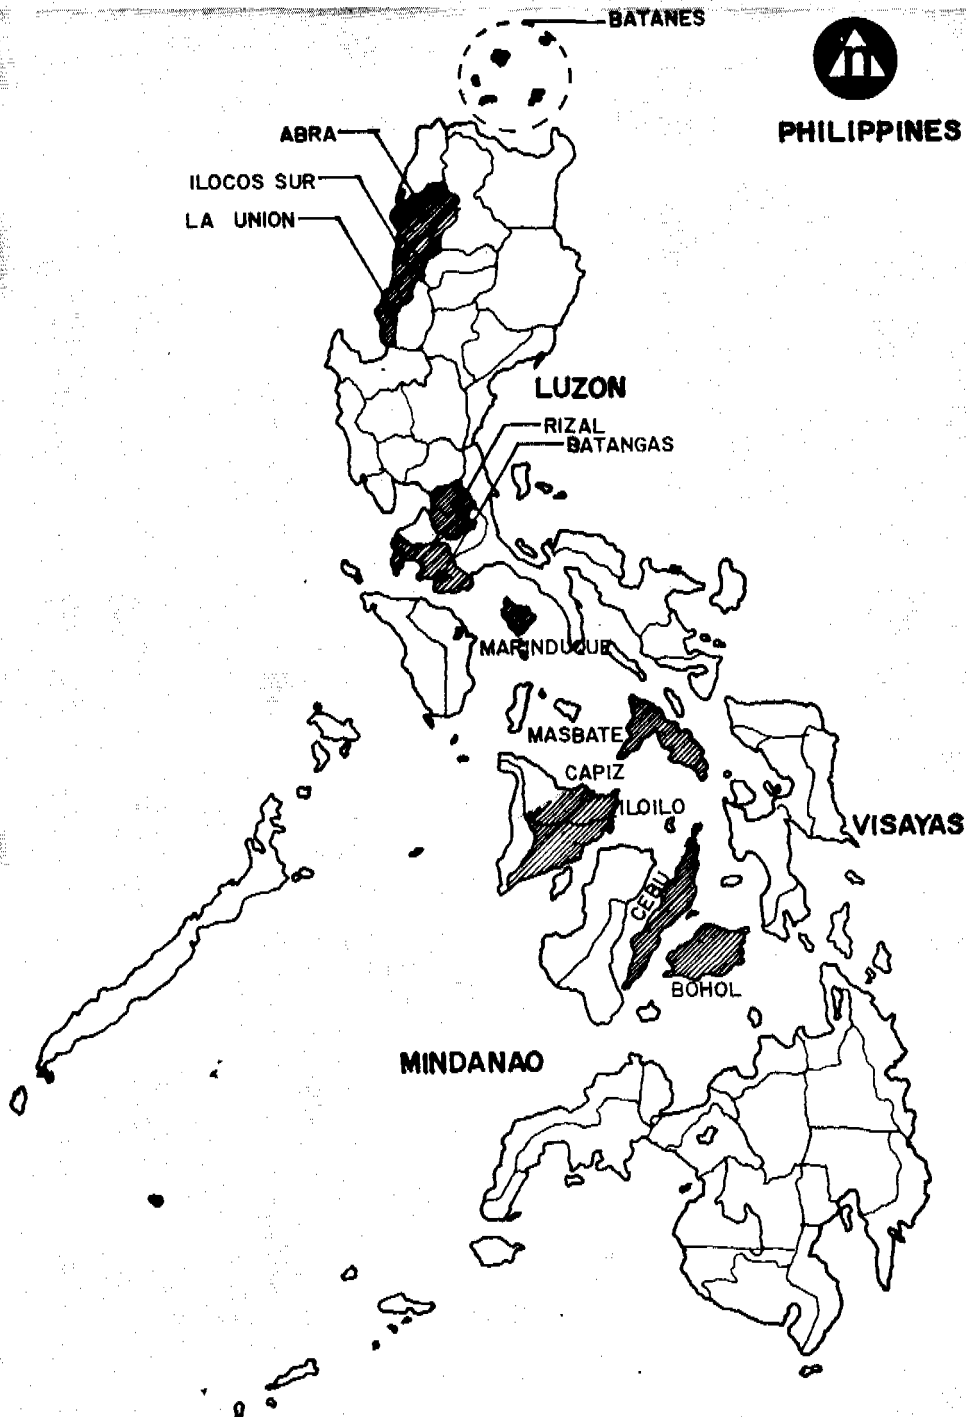 BATANES
n
PHILIPPINES
ABRA
ILOCOS SUR
LA UNION
LUZON
RIZAL
BATANGAS
MARINDUQUE
MASBATE
CAPIZ
ILOILO
VISAYAS
CEBU
BOHOL
MINDANAO